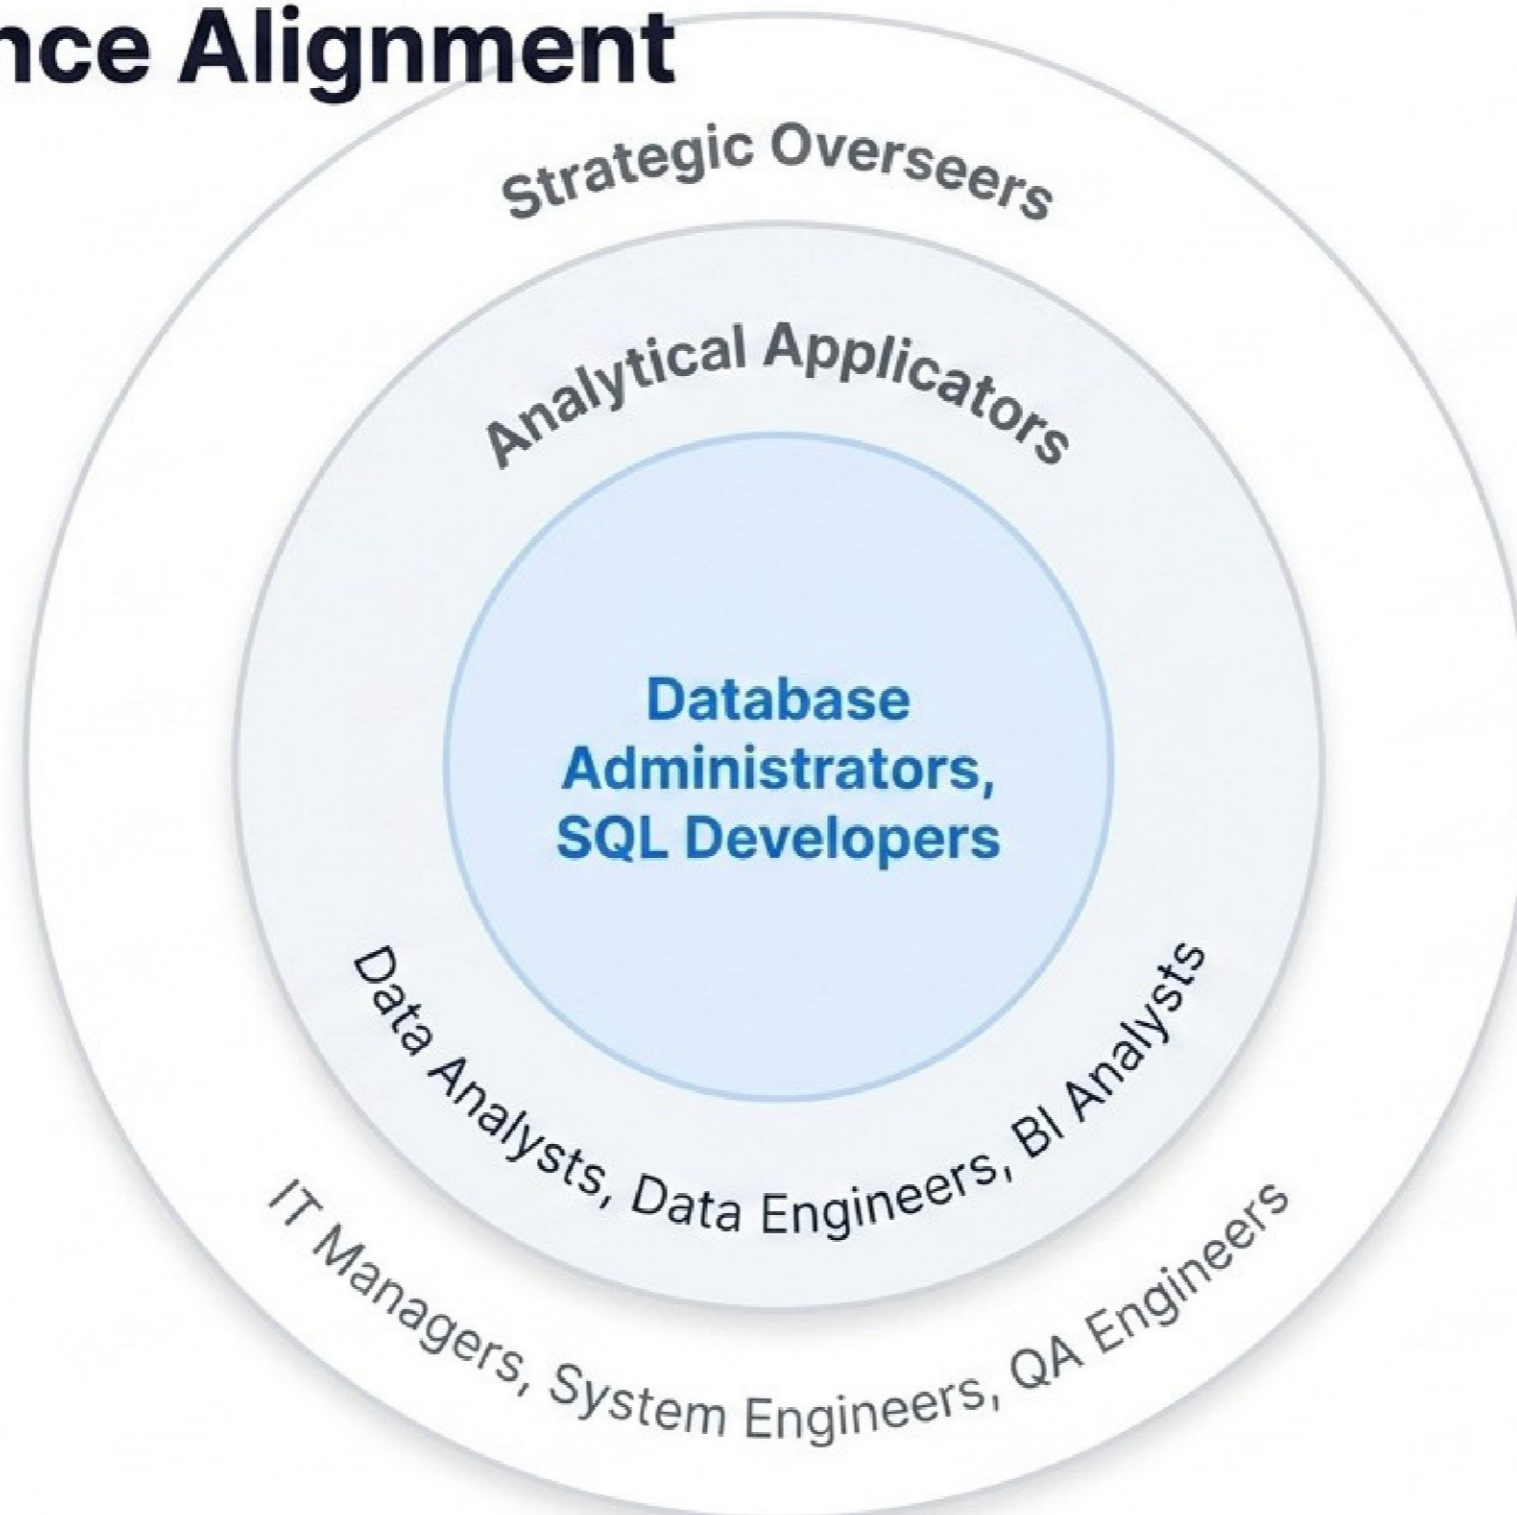 nce Alignment
Strategic Overseers
Analytical Applicators
Database
Administrators,
SQL Developers
Data Analysts, Data Engineers, BI Analysts
IT Managers, System Engineers, QA Engineers